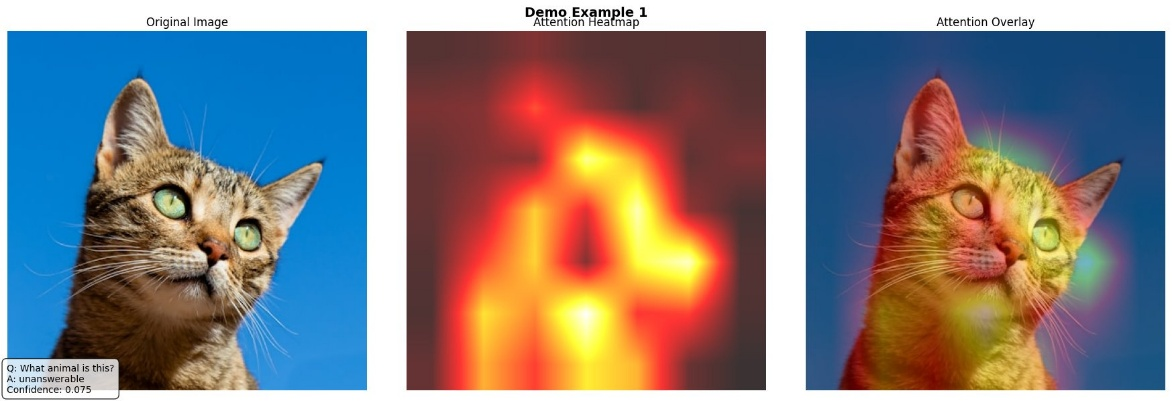 Demo Example 1
Original Image
Attention Heatmap
Attention Overlay
Q: What animal is this?
A: unanswerable
Confidence: 0.075